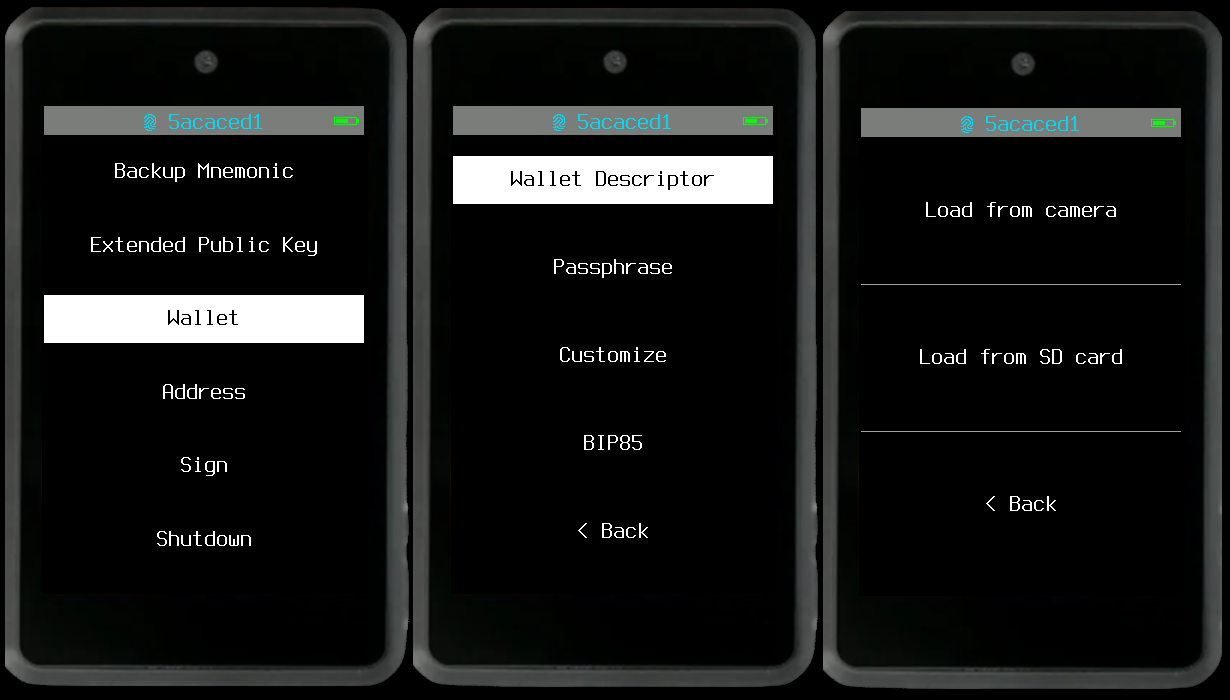 5acaced1
Backup Mnemonic
Extended Public Key
Wallet
Address
Sign
Shutdown
5acaced1
Wallet Descriptor
Passphrase
Customize
BIP85
< Back
5acaced1
Load from camera
Load from SD card
< Back